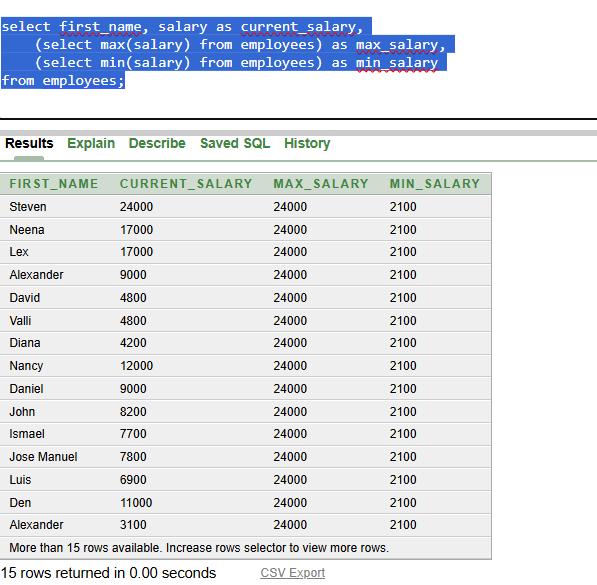 select first_name, salary as current_salary,
(select max(salary) from employees) as max_salary,
(select min(salary) from employees) as min_salary
from employees;
Results Explain Describe Saved SQL History
FIRST_NAME CURRENT_SALARY MAX_SALARY MIN_SALARY
Steven 24000 24000 2100
Neena 17000 24000 2100
Lex 17000 24000 2100
Alexander 9000 24000 2100
David 4800 24000 2100
Valli 4800 24000 2100
Diana 4200 24000 2100
Nancy 12000 24000 2100
Daniel 9000 24000 2100
John 8200 24000 2100
Ismael 7700 24000 2100
Jose Manuel 7800 24000 2100
Luis 6900 24000 2100
Den 11000 24000 2100
Alexander 3100 24000 2100
More than 15 rows available. Increase rows selector to view more rows.
15 rows returned in 0.00 seconds CSV Export